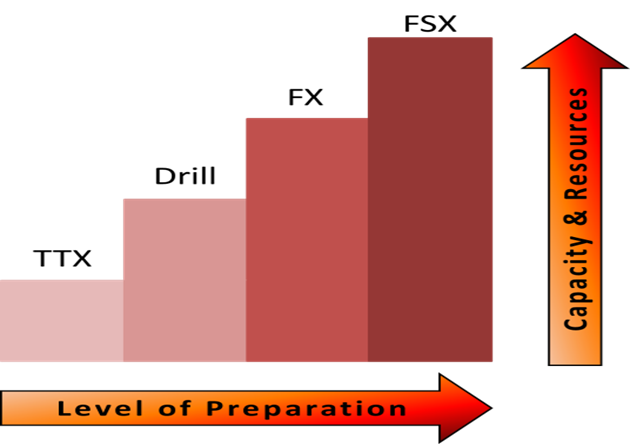 FSX
FX
Drill
TTX
Capacity & Resources
Level of Preparation